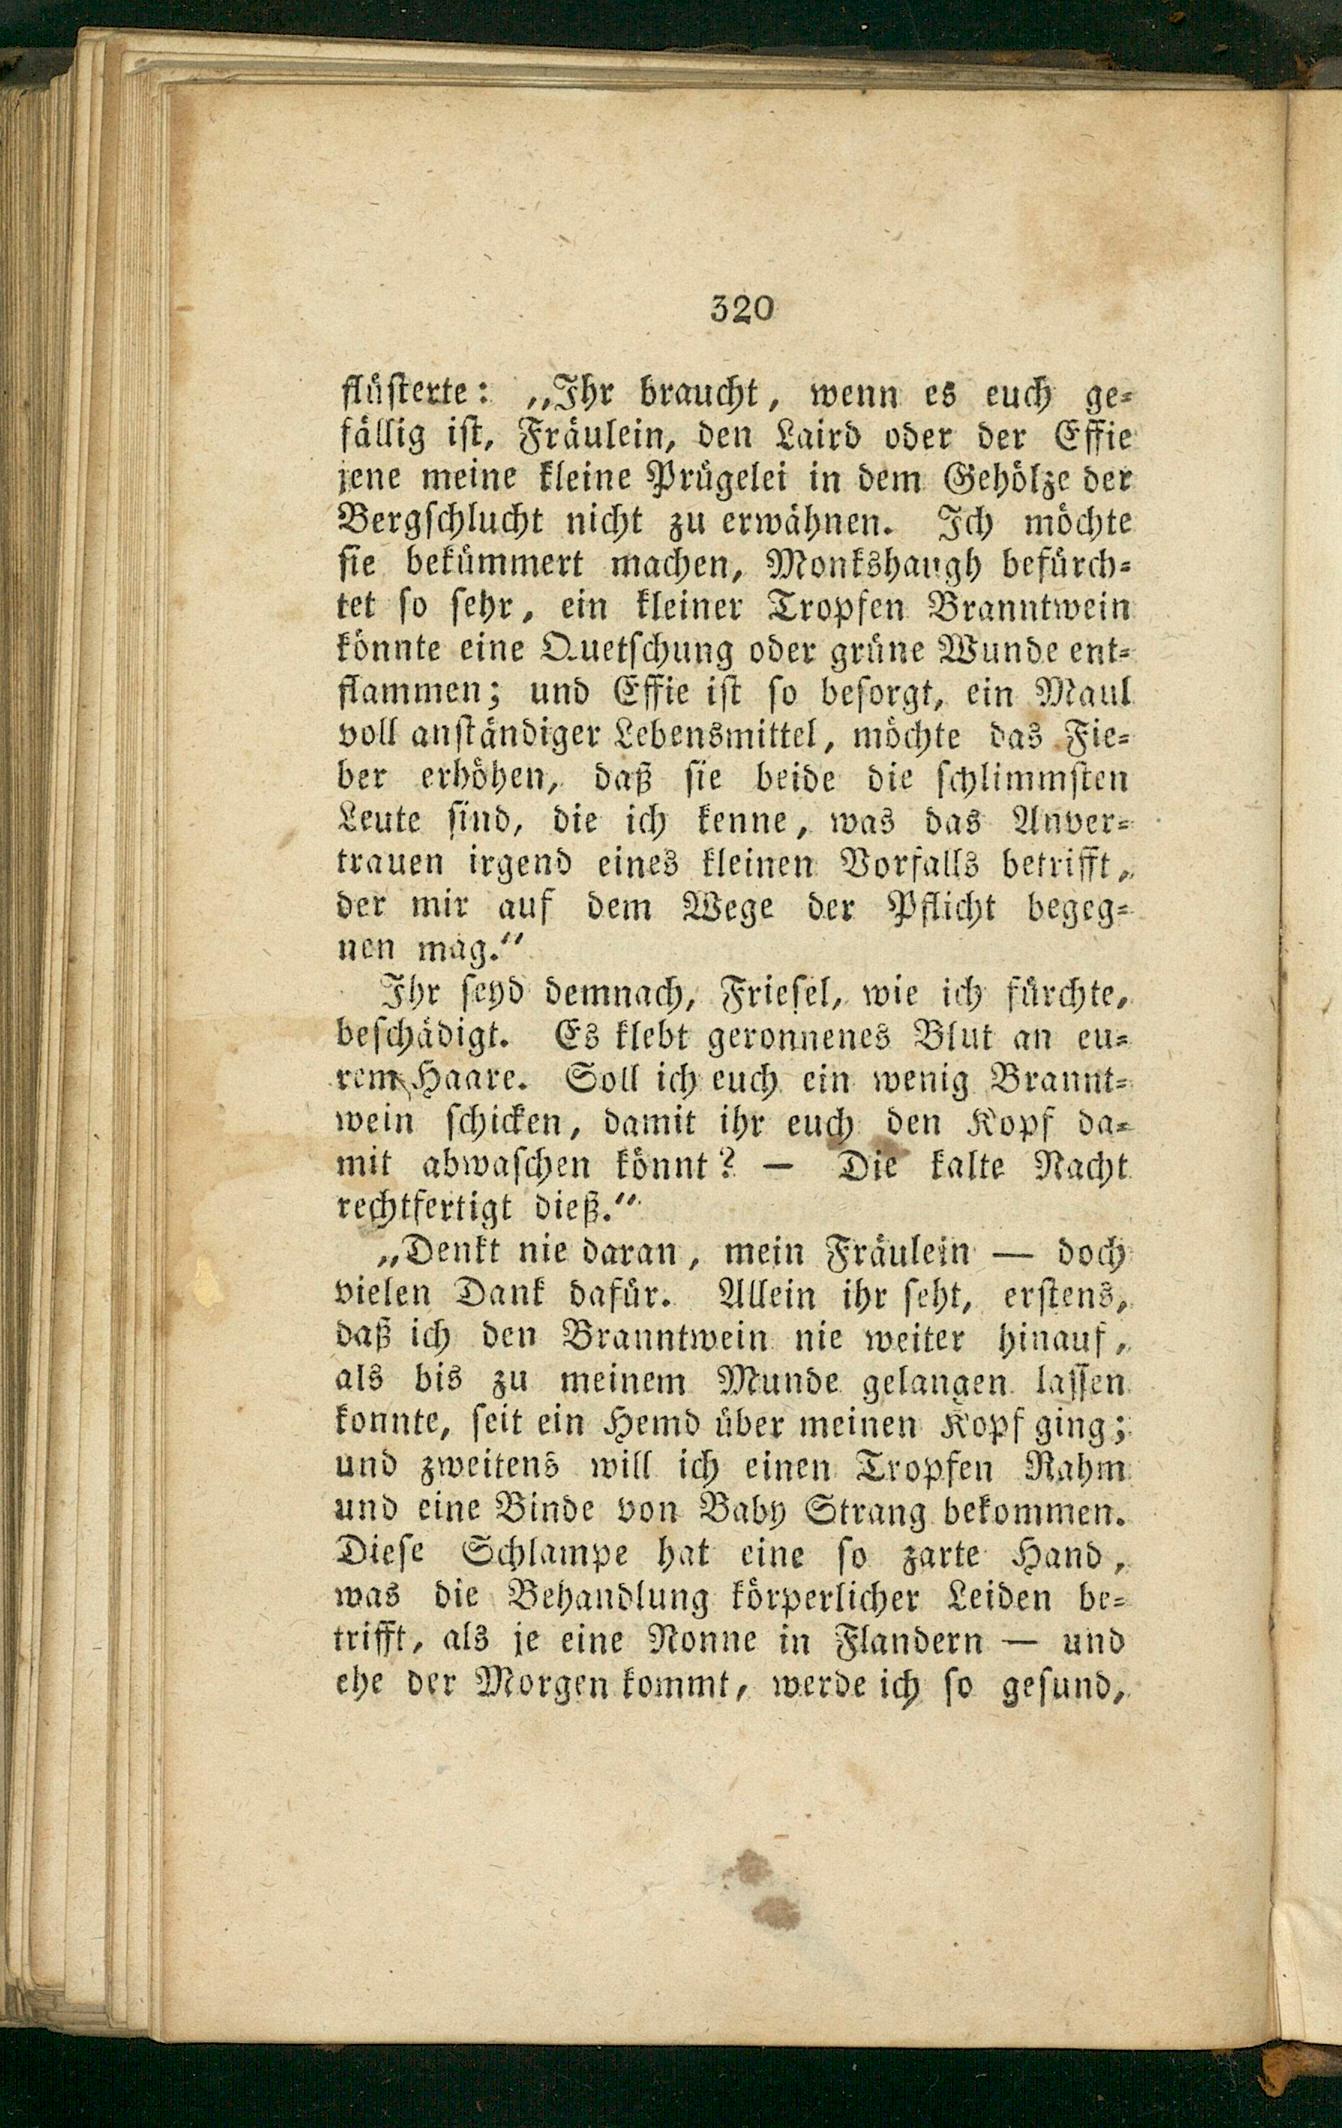 320
flüsterte: „Ihr braucht, wenn es euch ge-
fällig ist, Fräulein, den Laird oder der Effie
jene meine kleine Prügelei in dem Gehölze der
Bergschlucht nicht zu erwähnen. Ich möchte
sie bekümmert machen, Monkshaugh befürch-
tet so sehr, ein kleiner Tropfen Branntwein
könnte eine Quetschung oder grüne Wunde ent-
flammen; und Effie ist so besorgt, ein Maul
voll anständiger Lebensmittel, möchte das Fie-
ber erhöhen, daß sie beide die schlimmsten
Leute sind, die ich kenne, was das Anver-
trauen irgend eines kleinen Vorfalls betrifft,
der mir auf dem Wege der Pflicht begeg-
nen mag.“
Ihr seyd demnach, Friesel, wie ich fürchte,
beschädigt. Es klebt geronnenes Blut an eu-
rem Haare. Soll ich euch ein wenig Brannt-
wein schicken, damit ihr euch den Kopf da-
mit abwaschen könnt? — Die kalte Nacht
rechtfertigt dieß.“
„Denkt nie daran, mein Fräulein — doch
vielen Dank dafür. Allein ihr seht, erstens,
daß ich den Branntwein nie weiter hinauf,
als bis zu meinem Munde gelangen lassen
konnte, seit ein Hemd über meinen Kopf ging;
und zweitens will ich einen Tropfen Rahm
und eine Binde von Baby Strang bekommen.
Diese Schlampe hat eine so zarte Hand,
was die Behandlung körperlicher Leiden be-
trifft, als je eine Nonne in Flandern — und
ehe der Morgen kommt, werde ich so gesund,